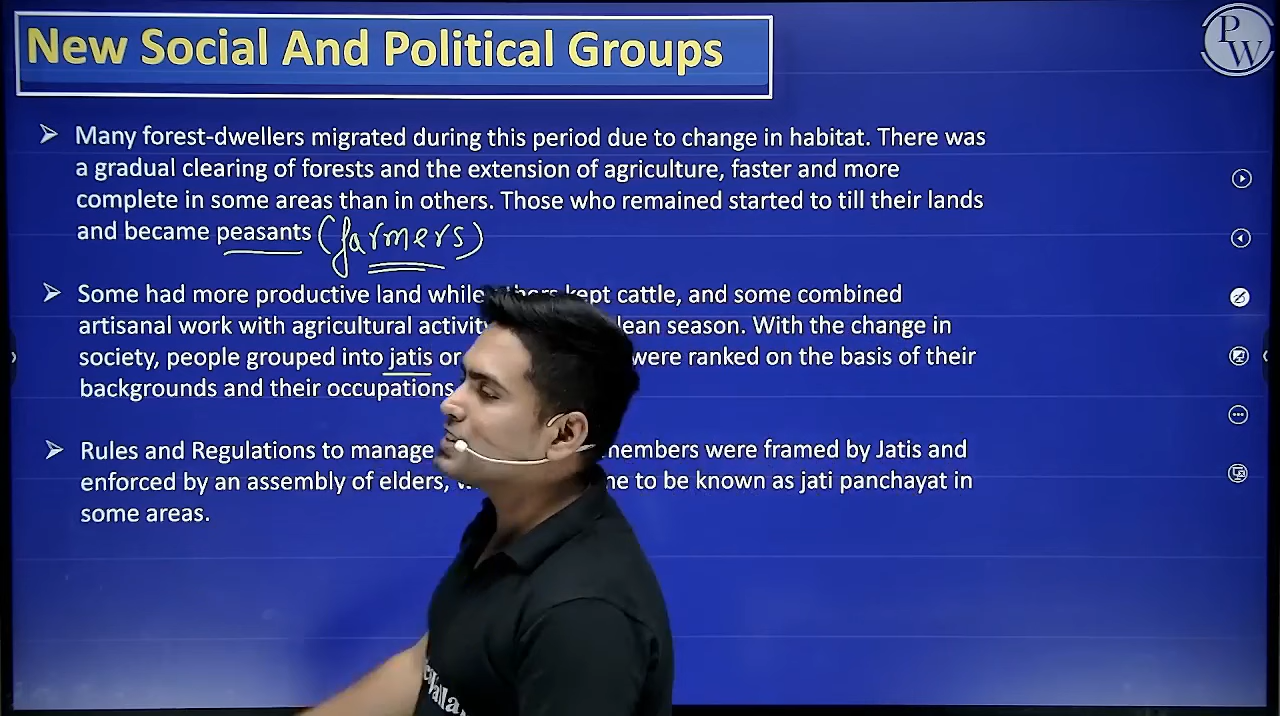 New Social And Political Groups
P
W
➢ Many forest-dwellers migrated during this period due to change in habitat. There was
a gradual clearing of forests and the extension of agriculture, faster and more
complete in some areas than in others. Those who remained started to till their lands
and became peasants (farmers)
➢ Some had more productive land while kept cattle, and some combined
artisanal work with agricultural activity lean season. With the change in
society, people grouped into jatis or were ranked on the basis of their
backgrounds and their occupations
➢ Rules and Regulations to manage members were framed by Jatis and
enforced by an assembly of elders, to be known as jati panchayat in
some areas.